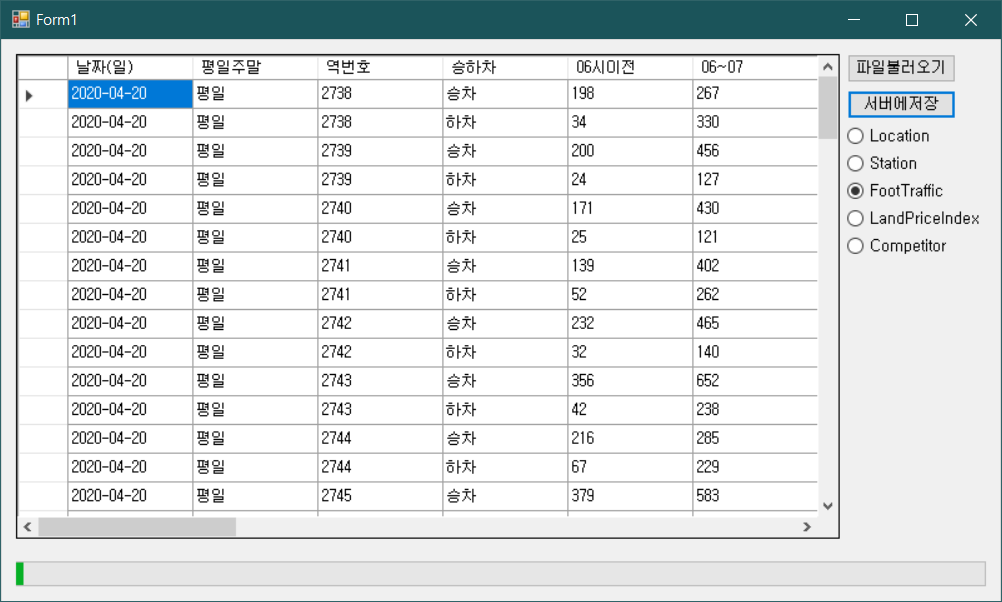 Form1
날짜(일) 평일주말 역번호 승하차 06시이전 06~07
2020-04-20 평일 2738 승차 198 267
2020-04-20 평일 2738 하차 34 330
2020-04-20 평일 2739 승차 200 456
2020-04-20 평일 2739 하차 24 127
2020-04-20 평일 2740 승차 171 430
2020-04-20 평일 2740 하차 25 121
2020-04-20 평일 2741 승차 139 402
2020-04-20 평일 2741 하차 52 262
2020-04-20 평일 2742 승차 232 465
2020-04-20 평일 2742 하차 32 140
2020-04-20 평일 2743 승차 356 652
2020-04-20 평일 2743 하차 42 238
2020-04-20 평일 2744 승차 216 285
2020-04-20 평일 2744 하차 67 229
2020-04-20 평일 2745 승차 379 583
파일불러오기
서버에저장
Location
Station
FootTraffic
LandPriceIndex
Competitor